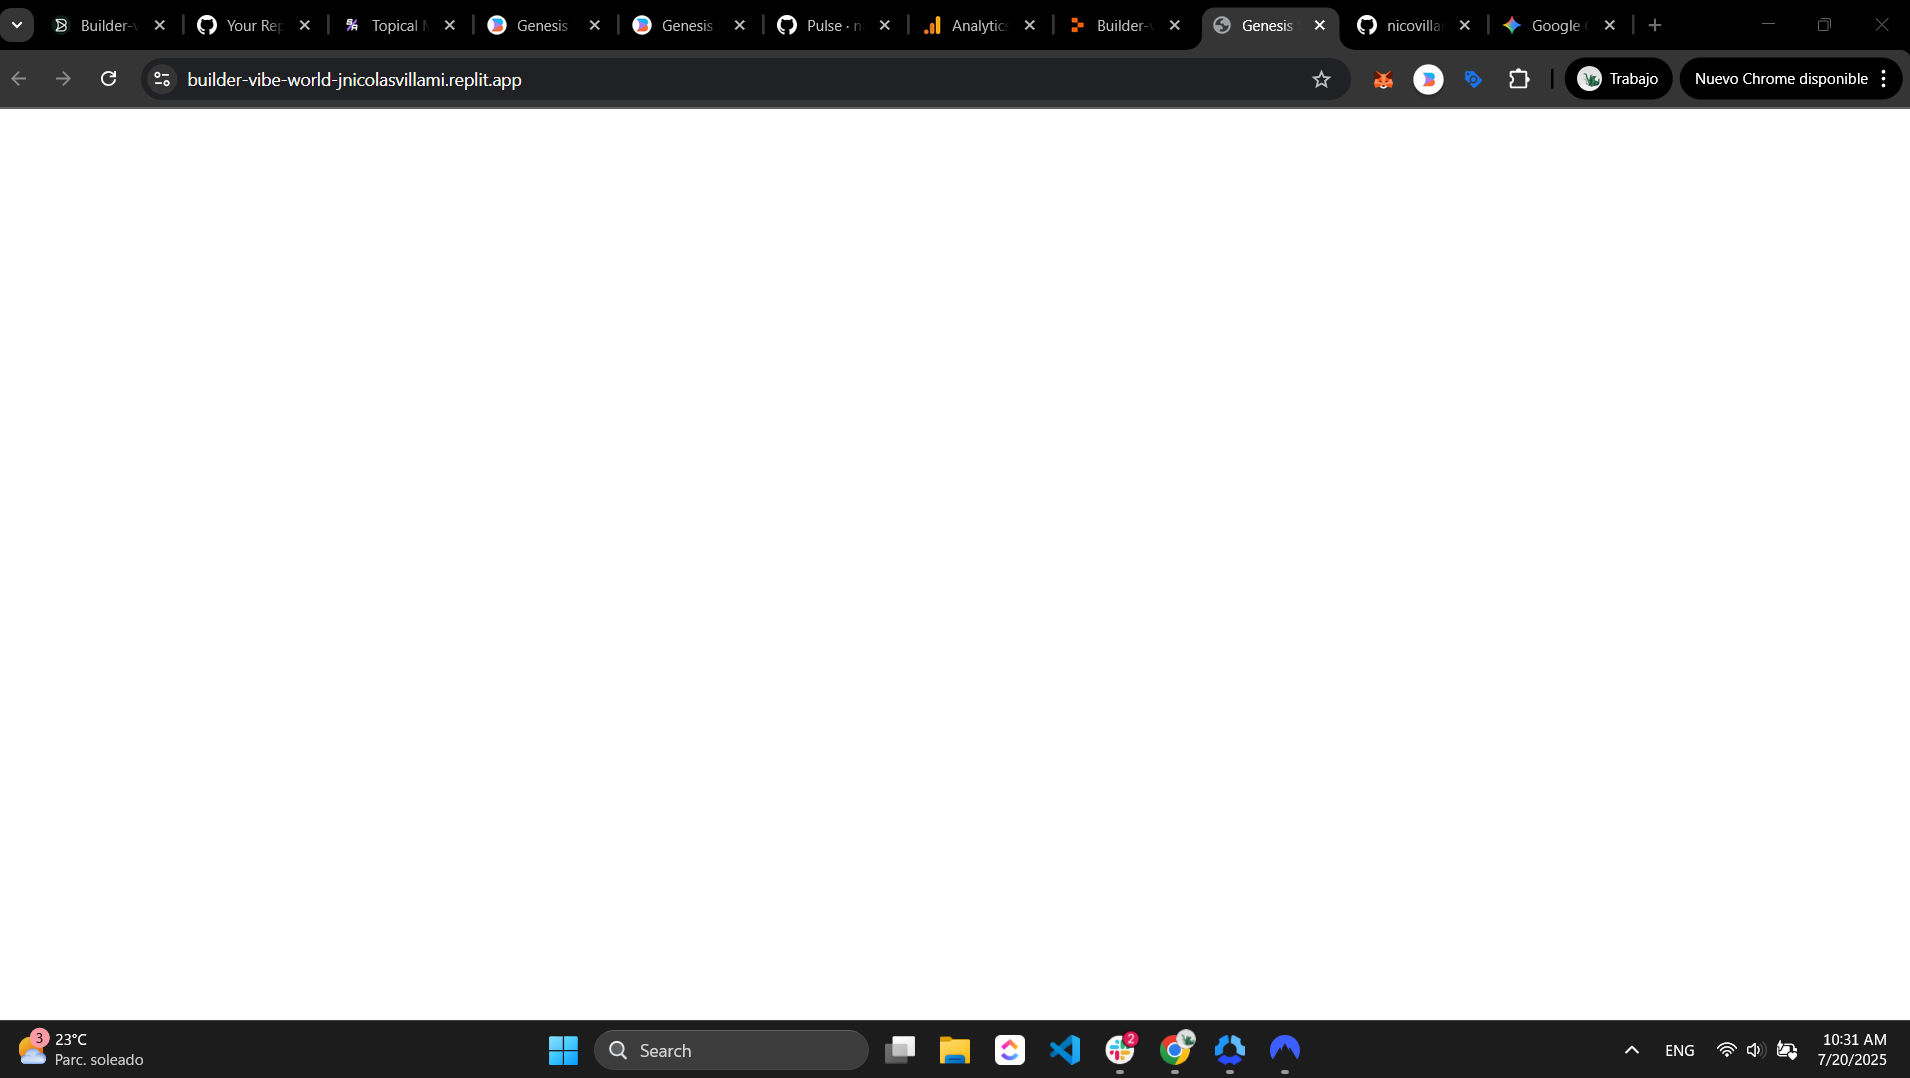 Builder-v
Your Rep
Topical M
Genesis
Genesis
Pulse · n
Analytics
Builder-v
Genesis
nicovilla
Google
builder-vibe-world-jnicolasvillami.replit.app
Trabajo
Nuevo Chrome disponible
3
23°C
Parc. soleado
Search
2
ENG
10:31 AM
7/20/2025